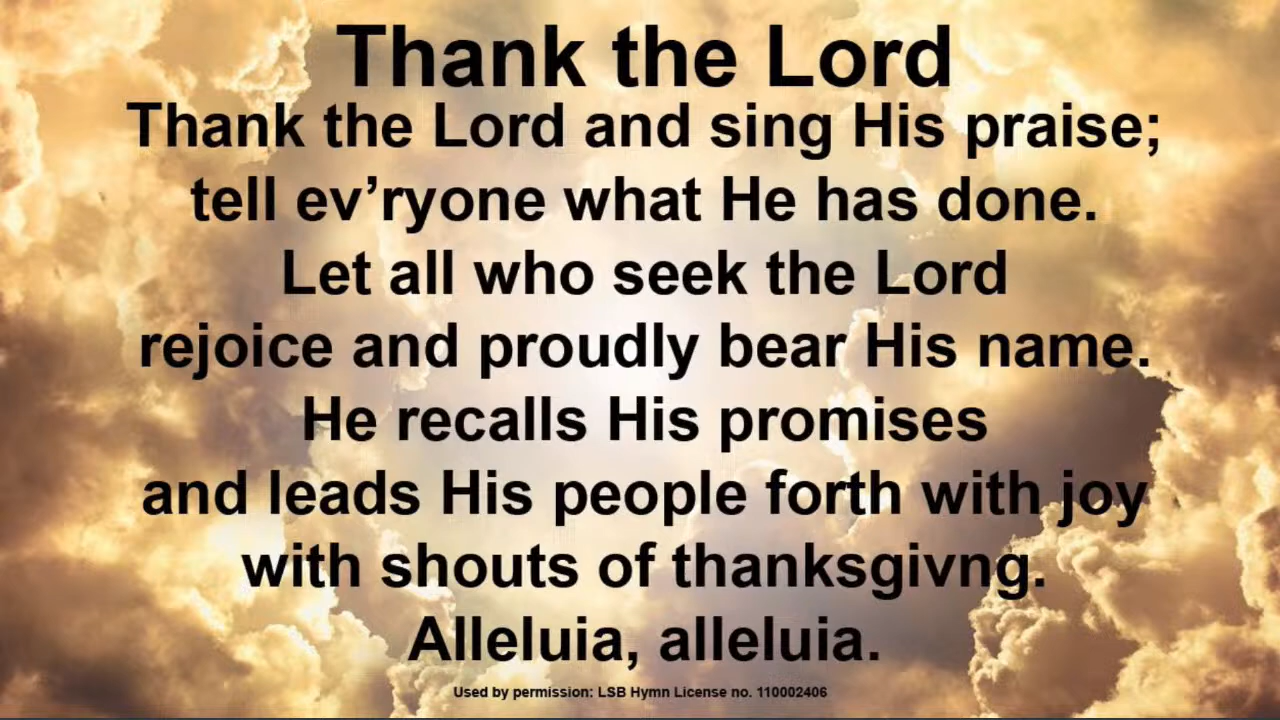 Thank the Lord
Thank the Lord and sing His praise;
tell ev’ryone what He has done.
Let all who seek the Lord
rejoice and proudly bear His name.
He recalls His promises
and leads His people forth with joy
with shouts of thanksgivng.
Alleluia, alleluia.
Used by permission: LSB Hymn License no. 110002406